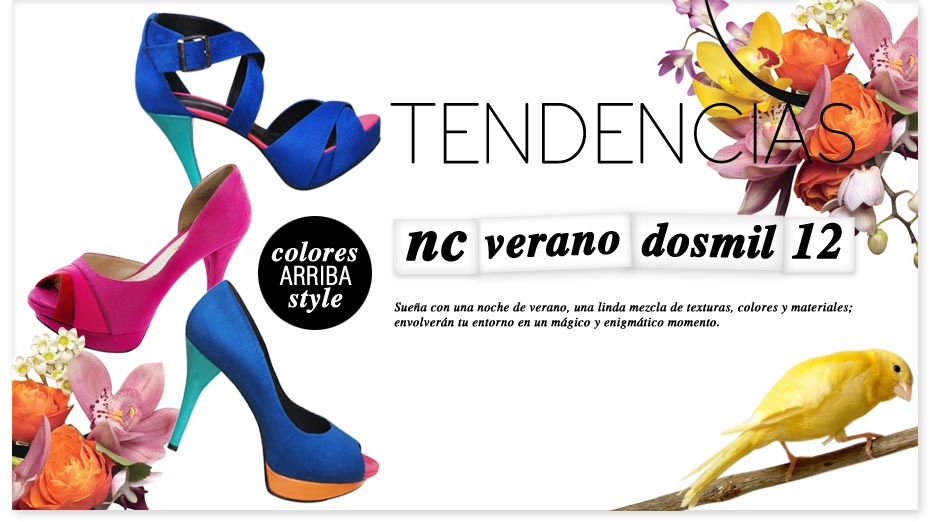 TENDENCIAS
nc verano dosmil 12
colores
ARRIBA
style
Sueña con una noche de verano, una linda mezcla de texturas, colores y materiales;
envolverán tu entorno en un mágico y enigmático momento.